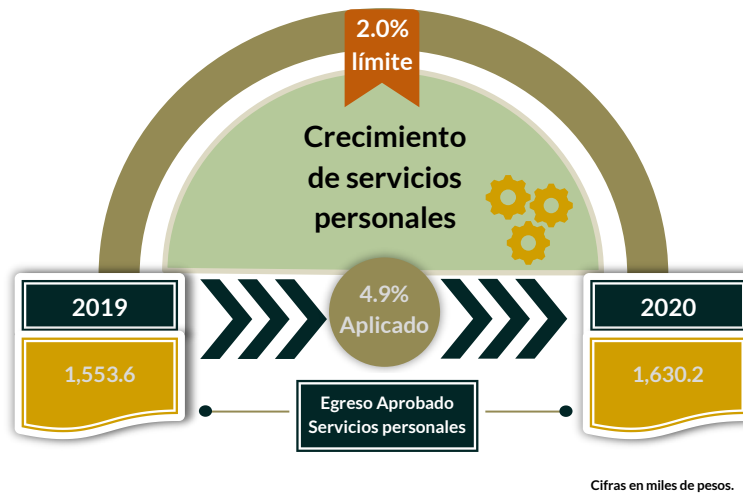 2.0%
límite
Crecimiento
de servicios
personales
2019
4.9%
Aplicado
2020
1,553.6
1,630.2
Egreso Aprobado
Servicios personales
Cifras en miles de pesos.